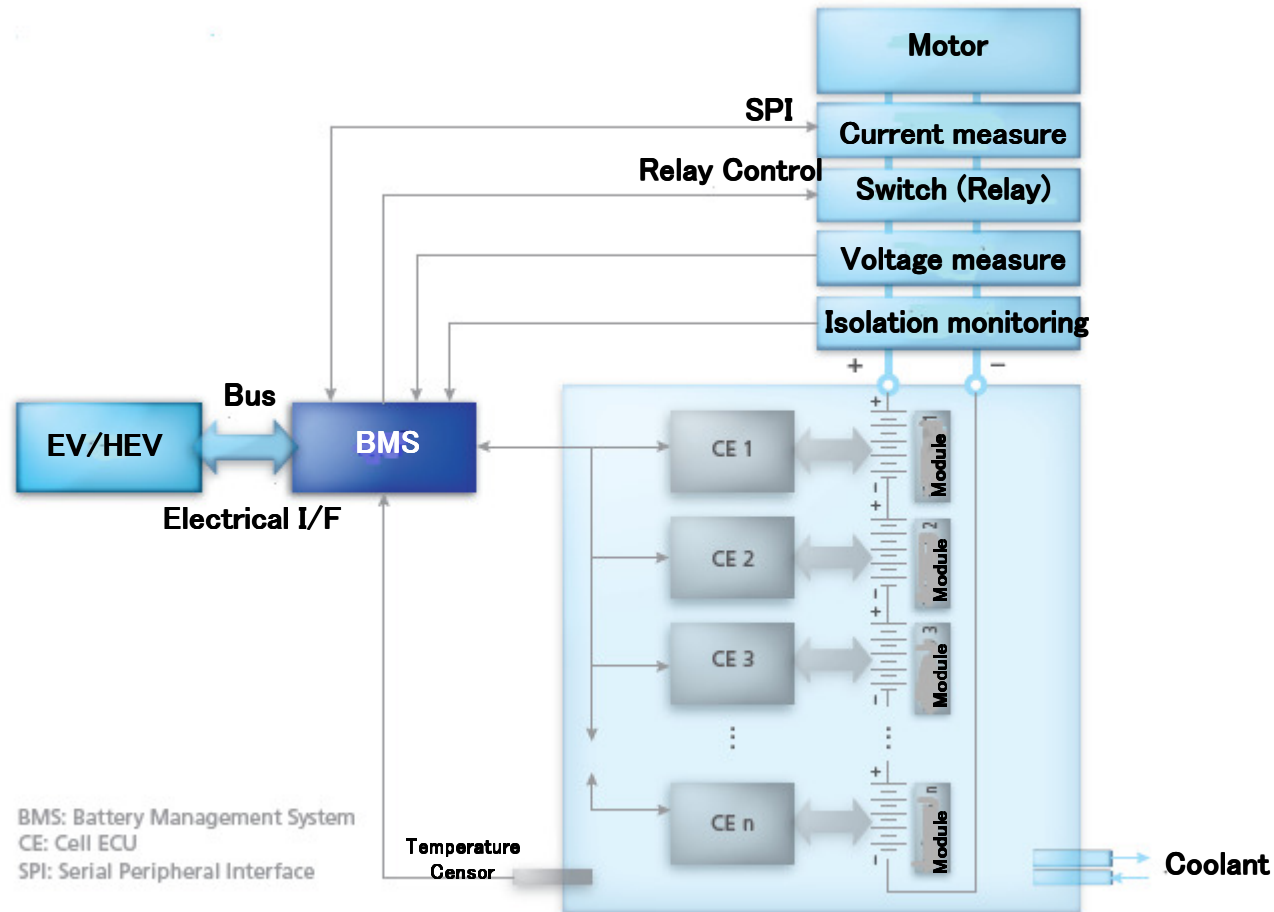 Motor
SPI
Current measure
Relay Control
Switch (Relay)
Voltage measure
Isolation monitoring
+ −
Bus
EV/HEV
BMS
Electrical I/F
CE 1
+
-
Module 1
CE 2
+
-
Module 2
CE 3
+
-
Module 3
⋮ ⋮
CE n
+
-
Module n
BMS: Battery Management System
CE: Cell ECU
SPI: Serial Peripheral Interface
Temperature
Censor
Coolant